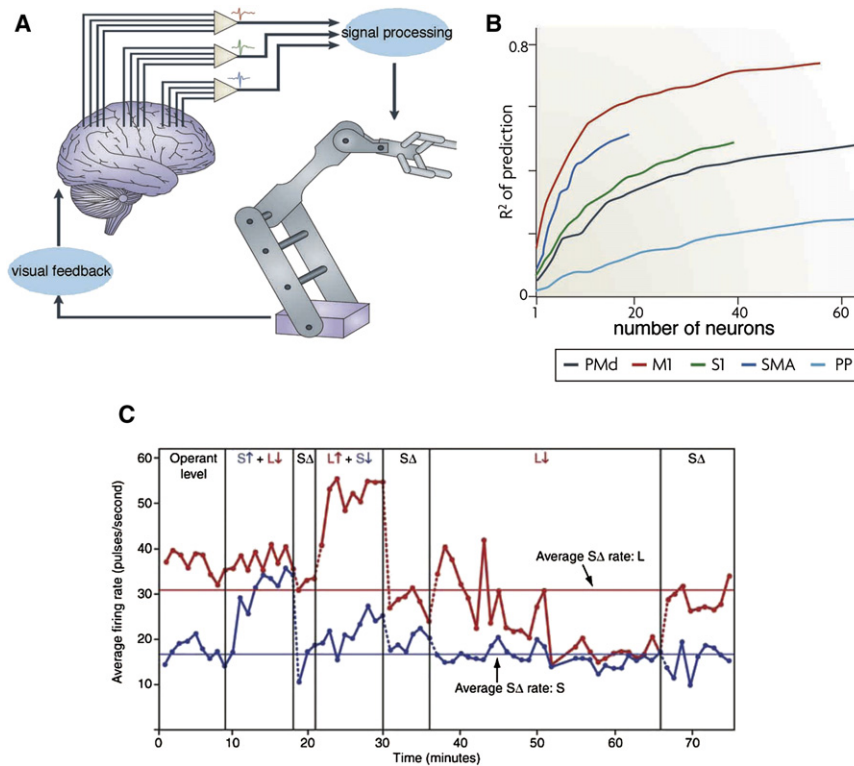 A
signal processing
visual feedback
B
0.8
R² of prediction
0
1 20 40 60
number of neurons
PMd M1 S1 SMA PP
C
60
50
40
30
20
10
Average firing rate (pulses/second)
Operant
level
S↑ + L↓
SΔ
L↑ + S↓
SΔ
L↓
SΔ
Average SΔ rate: L
Average SΔ rate: S
0 10 20 30 40 50 60 70
Time (minutes)